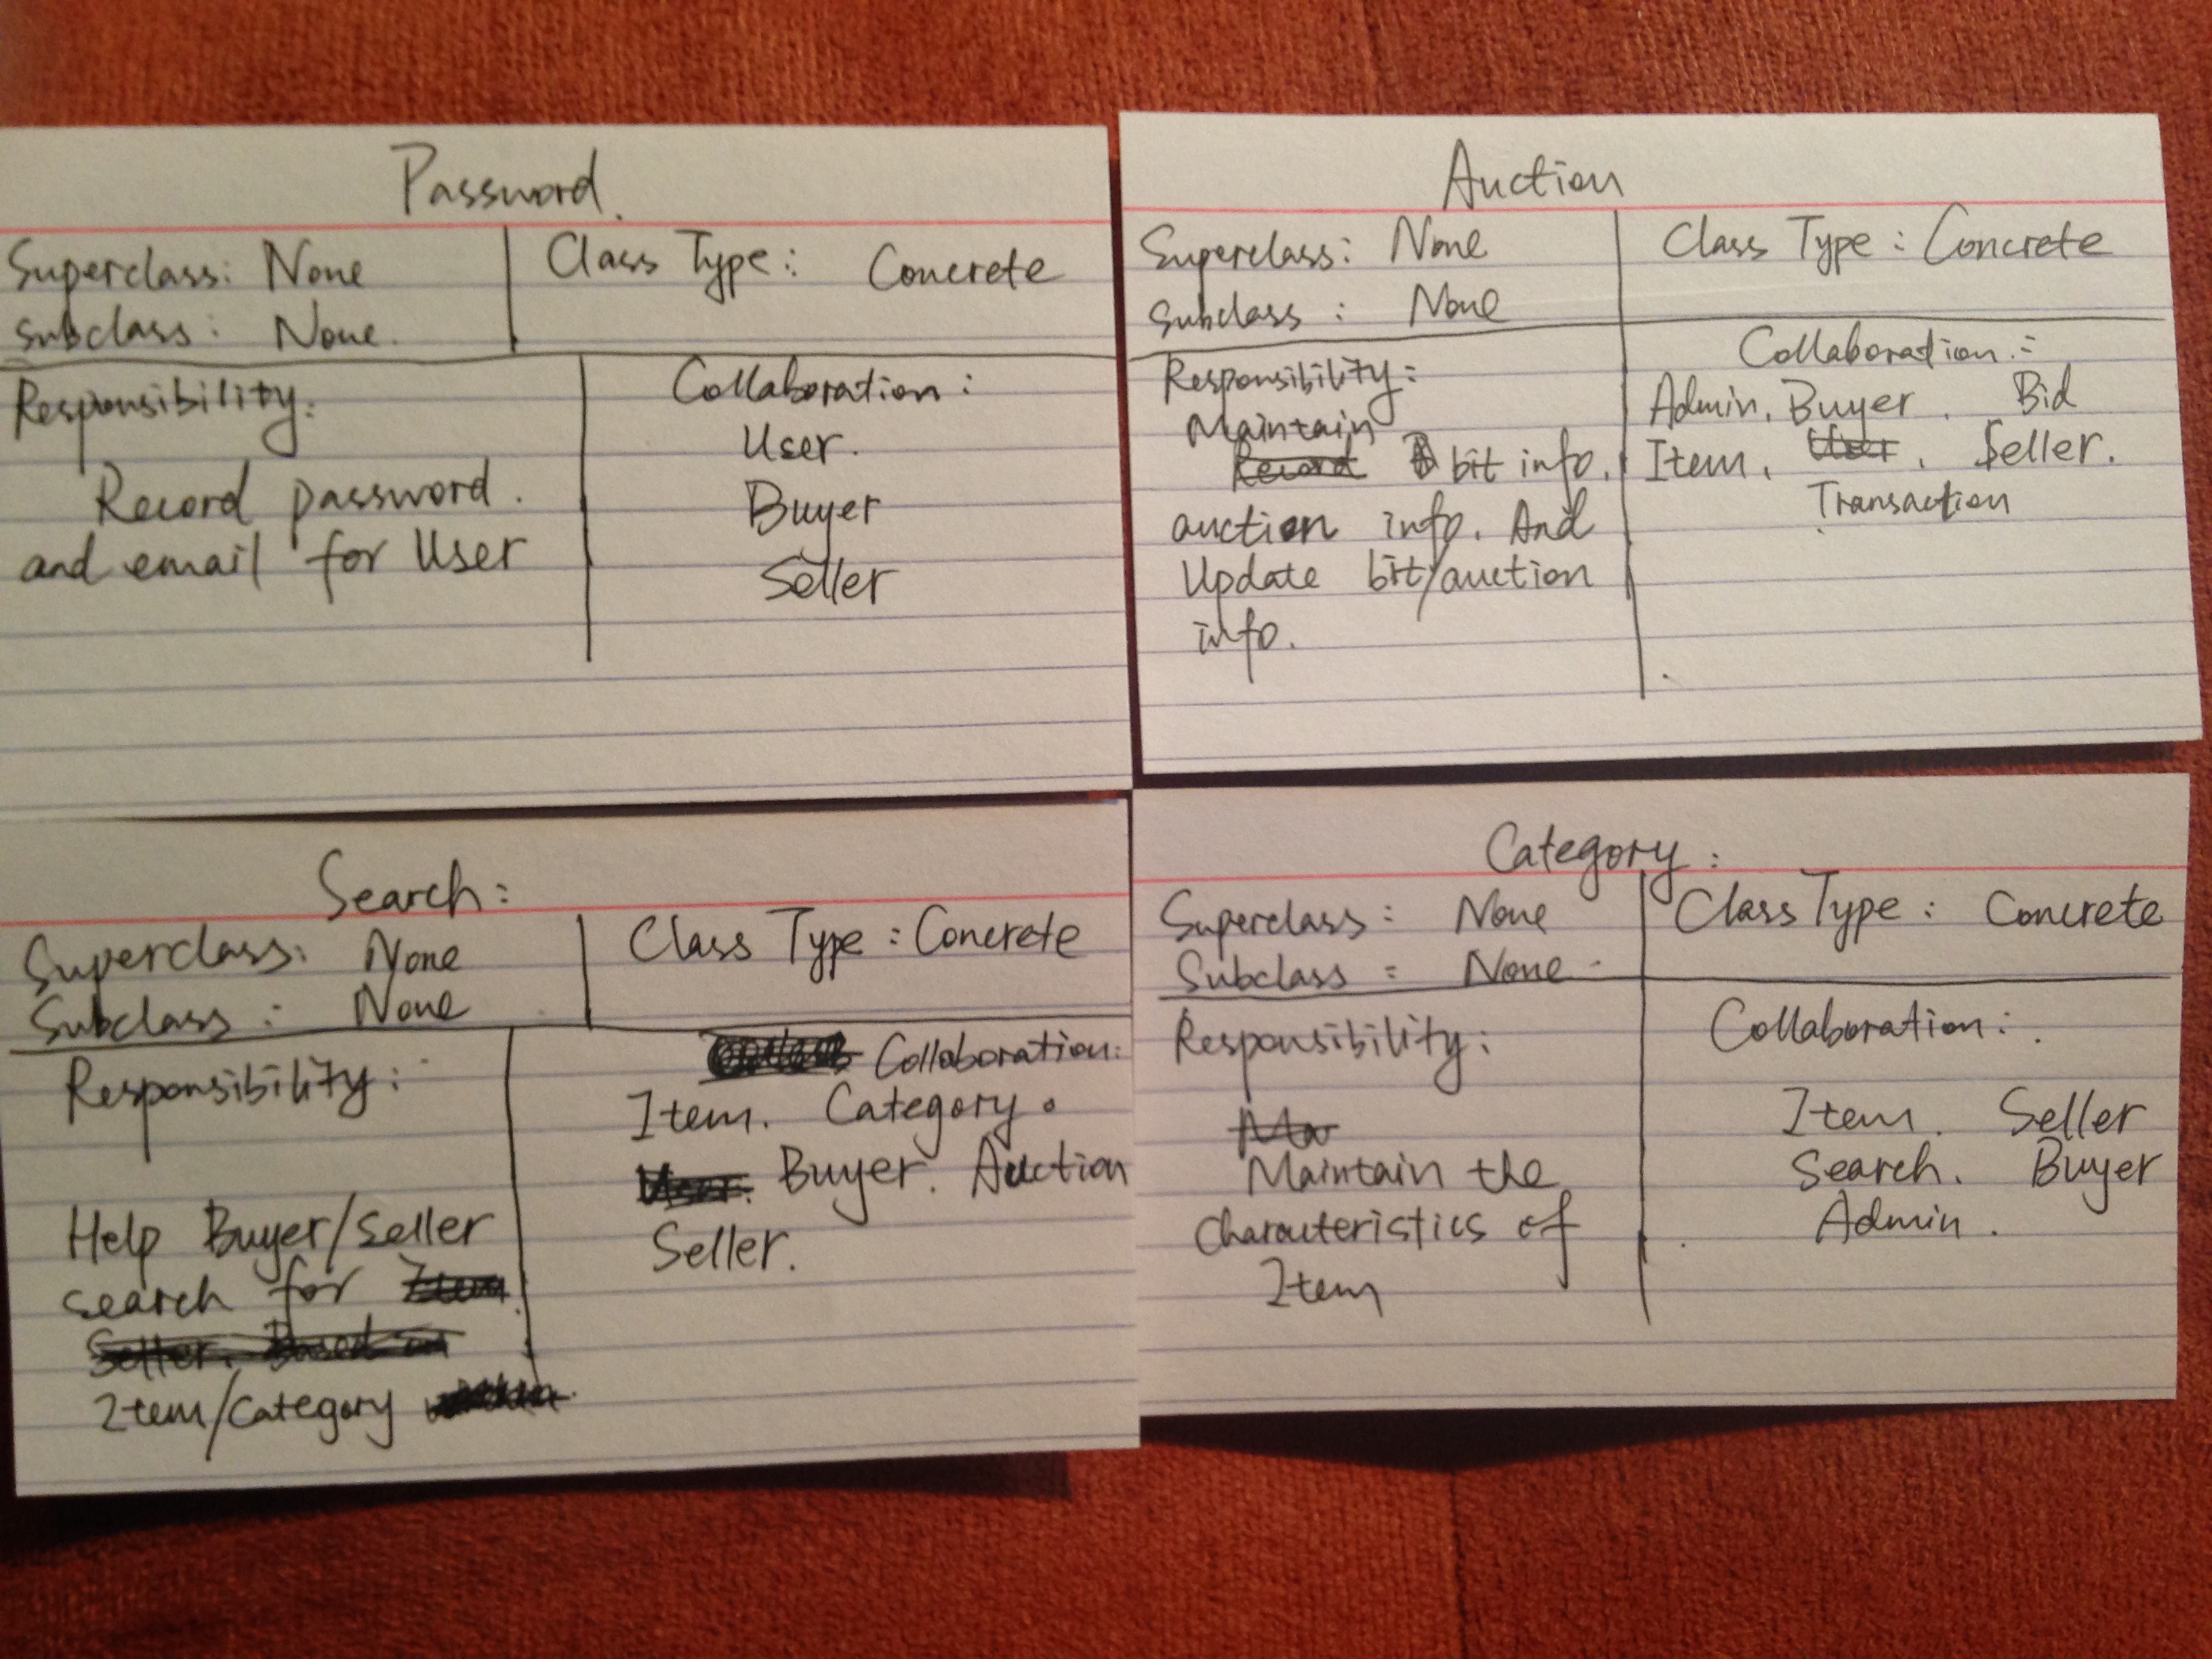 Password.
Superclass: None
Class Type: Concrete
Subclass: None.
Responsibility:
Record password.
and email for User
Collaboration:
User.
Buyer
Seller
Auction
Superclass: None
Class Type: Concrete
Subclass: None
Responsibility:
Maintain
Record bit info.
auction info. And
Update bit/auction
info.
Collaboration:
Admin, Buyer, Bid
Item, User, Seller.
Transaction
Search:
Superclass: None
Class Type: Concrete
Subclass: None
Responsibility:
Help Buyer/Seller
search for Item
Seller. Based on
Item/Category
Collaboration:
Item. Category.
User. Buyer. Auction
Seller.
Category:
Superclass: None
Class Type: Concrete
Subclass: None
Responsibility:
Ma
Maintain the
Charauteristics of
Item
Collaboration:
Item. Seller
Search. Buyer
Admin.